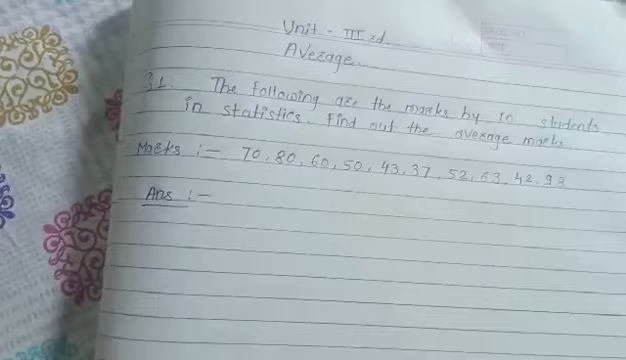 Unit - III rd.
Average
Q1. The following are the marks by 10 students
in statistics. Find out the average marks.
Marks :- 70, 80, 60, 50, 43, 37, 52, 63, 42, 93
Ans :-